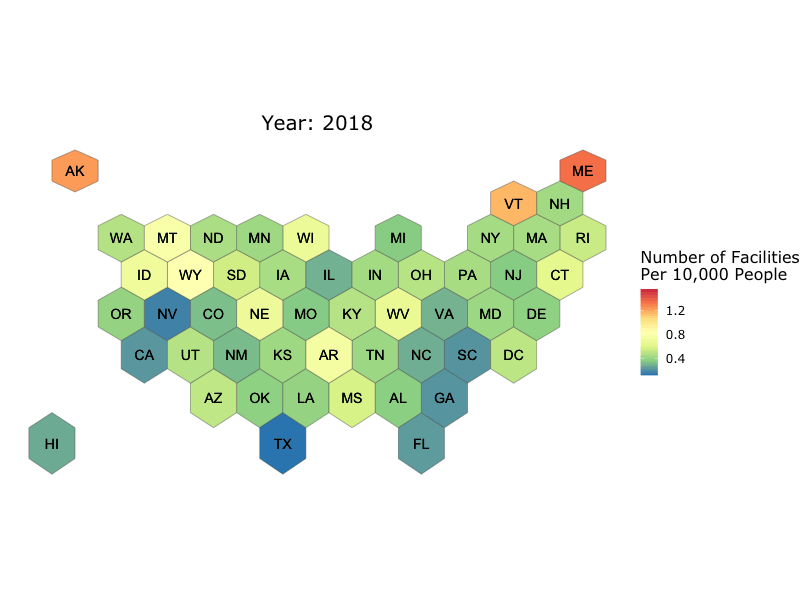 Year: 2018
AK
ME
VT NH
WA MT ND MN WI MI NY MA RI
ID WY SD IA IL IN OH PA NJ CT
OR NV CO NE MO KY WV VA MD DE
CA UT NM KS AR TN NC SC DC
AZ OK LA MS AL GA
HI TX FL
Number of Facilities
Per 10,000 People
1.2
0.8
0.4